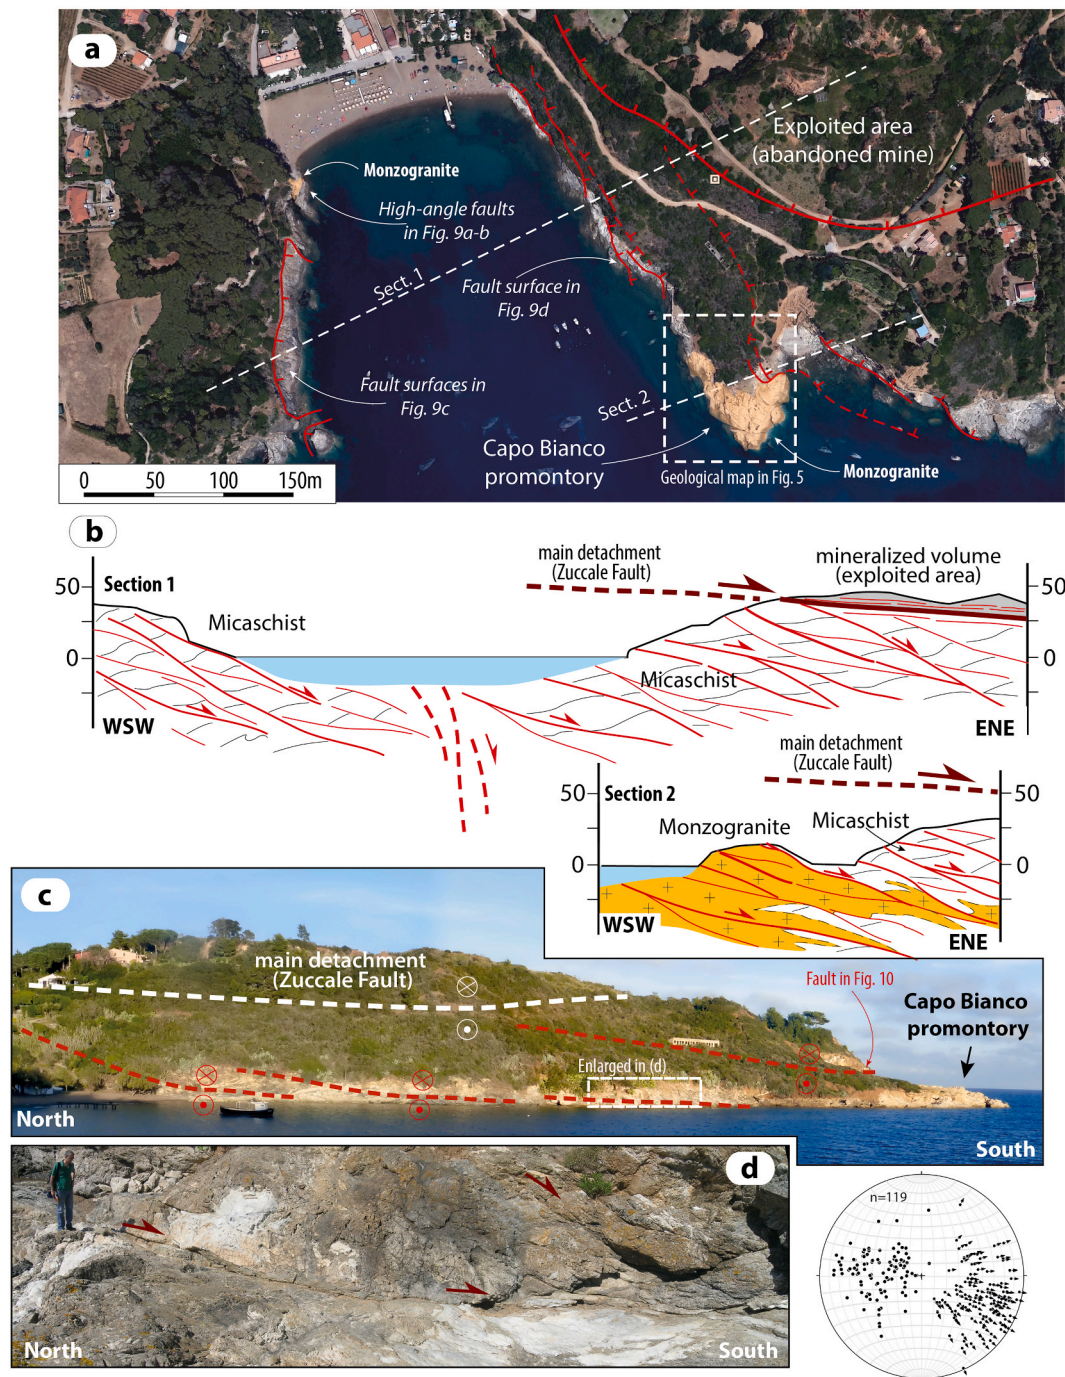 a
Monzogranite
High-angle faults
in Fig. 9a-b
Exploited area
(abandoned mine)
Sect. 1
Fault surface in
Fig. 9d
Fault surfaces in
Fig. 9c
Sect. 2
Capo Bianco
promontory
Monzogranite
Geological map in Fig. 5
0 50 100 150m
b
Section 1
main detachment
(Zuccale Fault)
mineralized volume
(exploited area)
50
50
Micaschist
0
0
Micaschist
WSW
ENE
main detachment
(Zuccale Fault)
Section 2
50
50
Monzogranite
Micaschist
0
0
WSW
ENE
c
main detachment
(Zuccale Fault)
Fault in Fig. 10
Capo Bianco
promontory
Enlarged in (d)
North
South
d
North
South
n=119